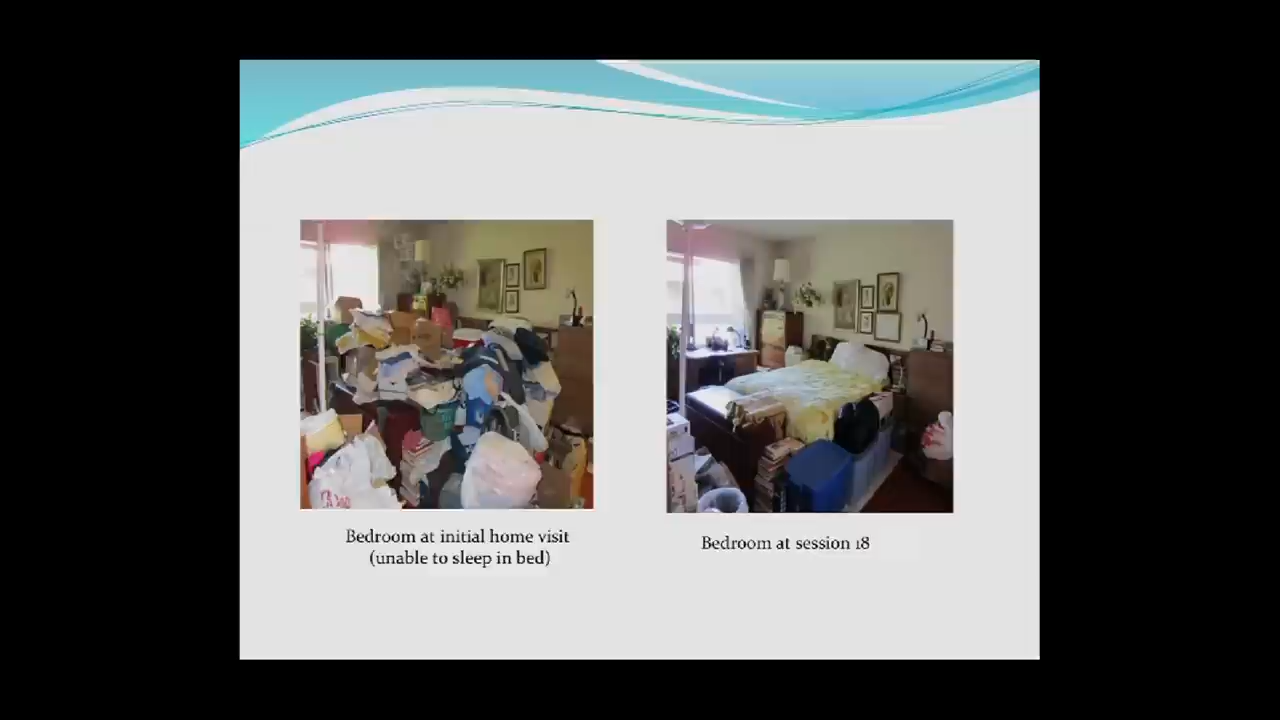 Bedroom at initial home visit
(unable to sleep in bed)
Bedroom at session 18